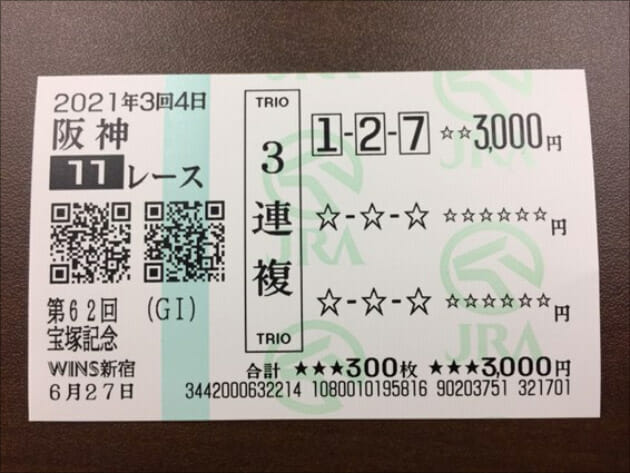 2021年3回4日
阪神
11レース
第62回 (GI)
宝塚記念
WINS新宿
6月27日
TRIO
3連複
TRIO
1-2-7 ☆☆3,000円
☆-☆-☆ ☆☆☆☆☆☆円
☆-☆-☆ ☆☆☆☆☆☆円
合計 ★★★300枚 ★★★3,000円
3442000632214 1080010195816 90203751 321701
JRA
JRA
JRA